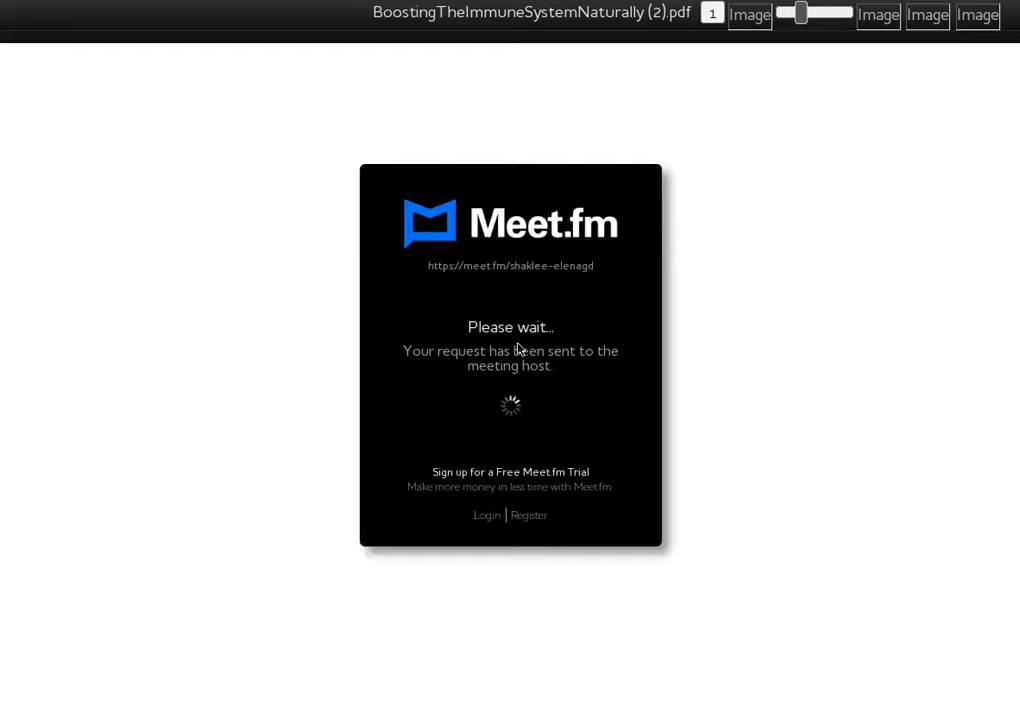 BoostingTheImmuneSystemNaturally (2).pdf 1 Image Image Image Image
Meet.fm
https://meet.fm/shaklee-elenagd
Please wait...
Your request has been sent to the
meeting host.
Sign up for a Free Meet.fm Trial
Make more money in less time with Meet.fm
Login | Register